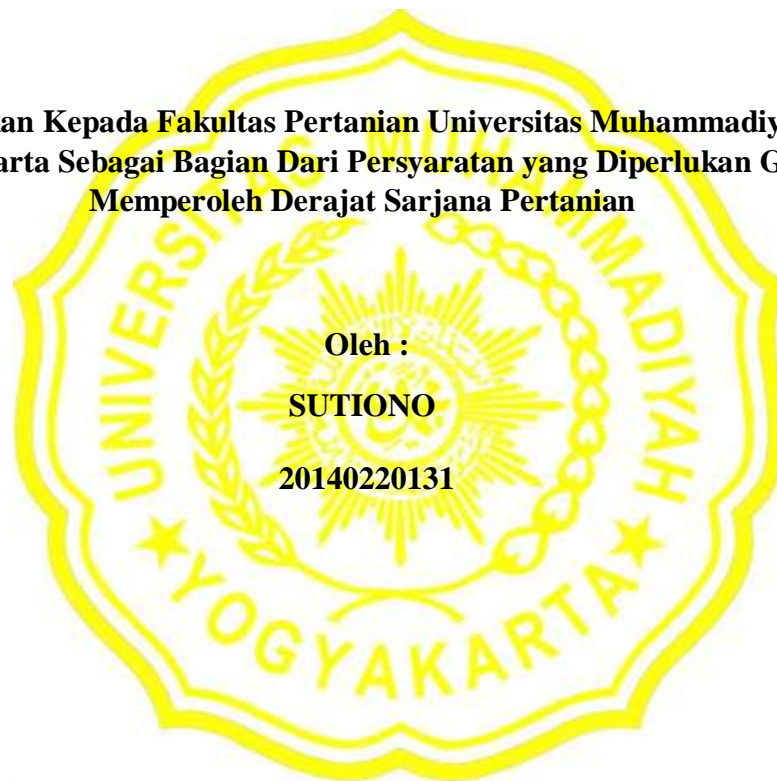 an Kepada Fakultas Pertanian Universitas Muhammadiy
arta Sebagai Bagian Dari Persyaratan yang Diperlukan G
Memperoleh Derajat Sarjana Pertanian
Oleh :
SUTIONO
20140220131
UNIVERSITAS MUHAMMADIYAH
YOGYAKARTA